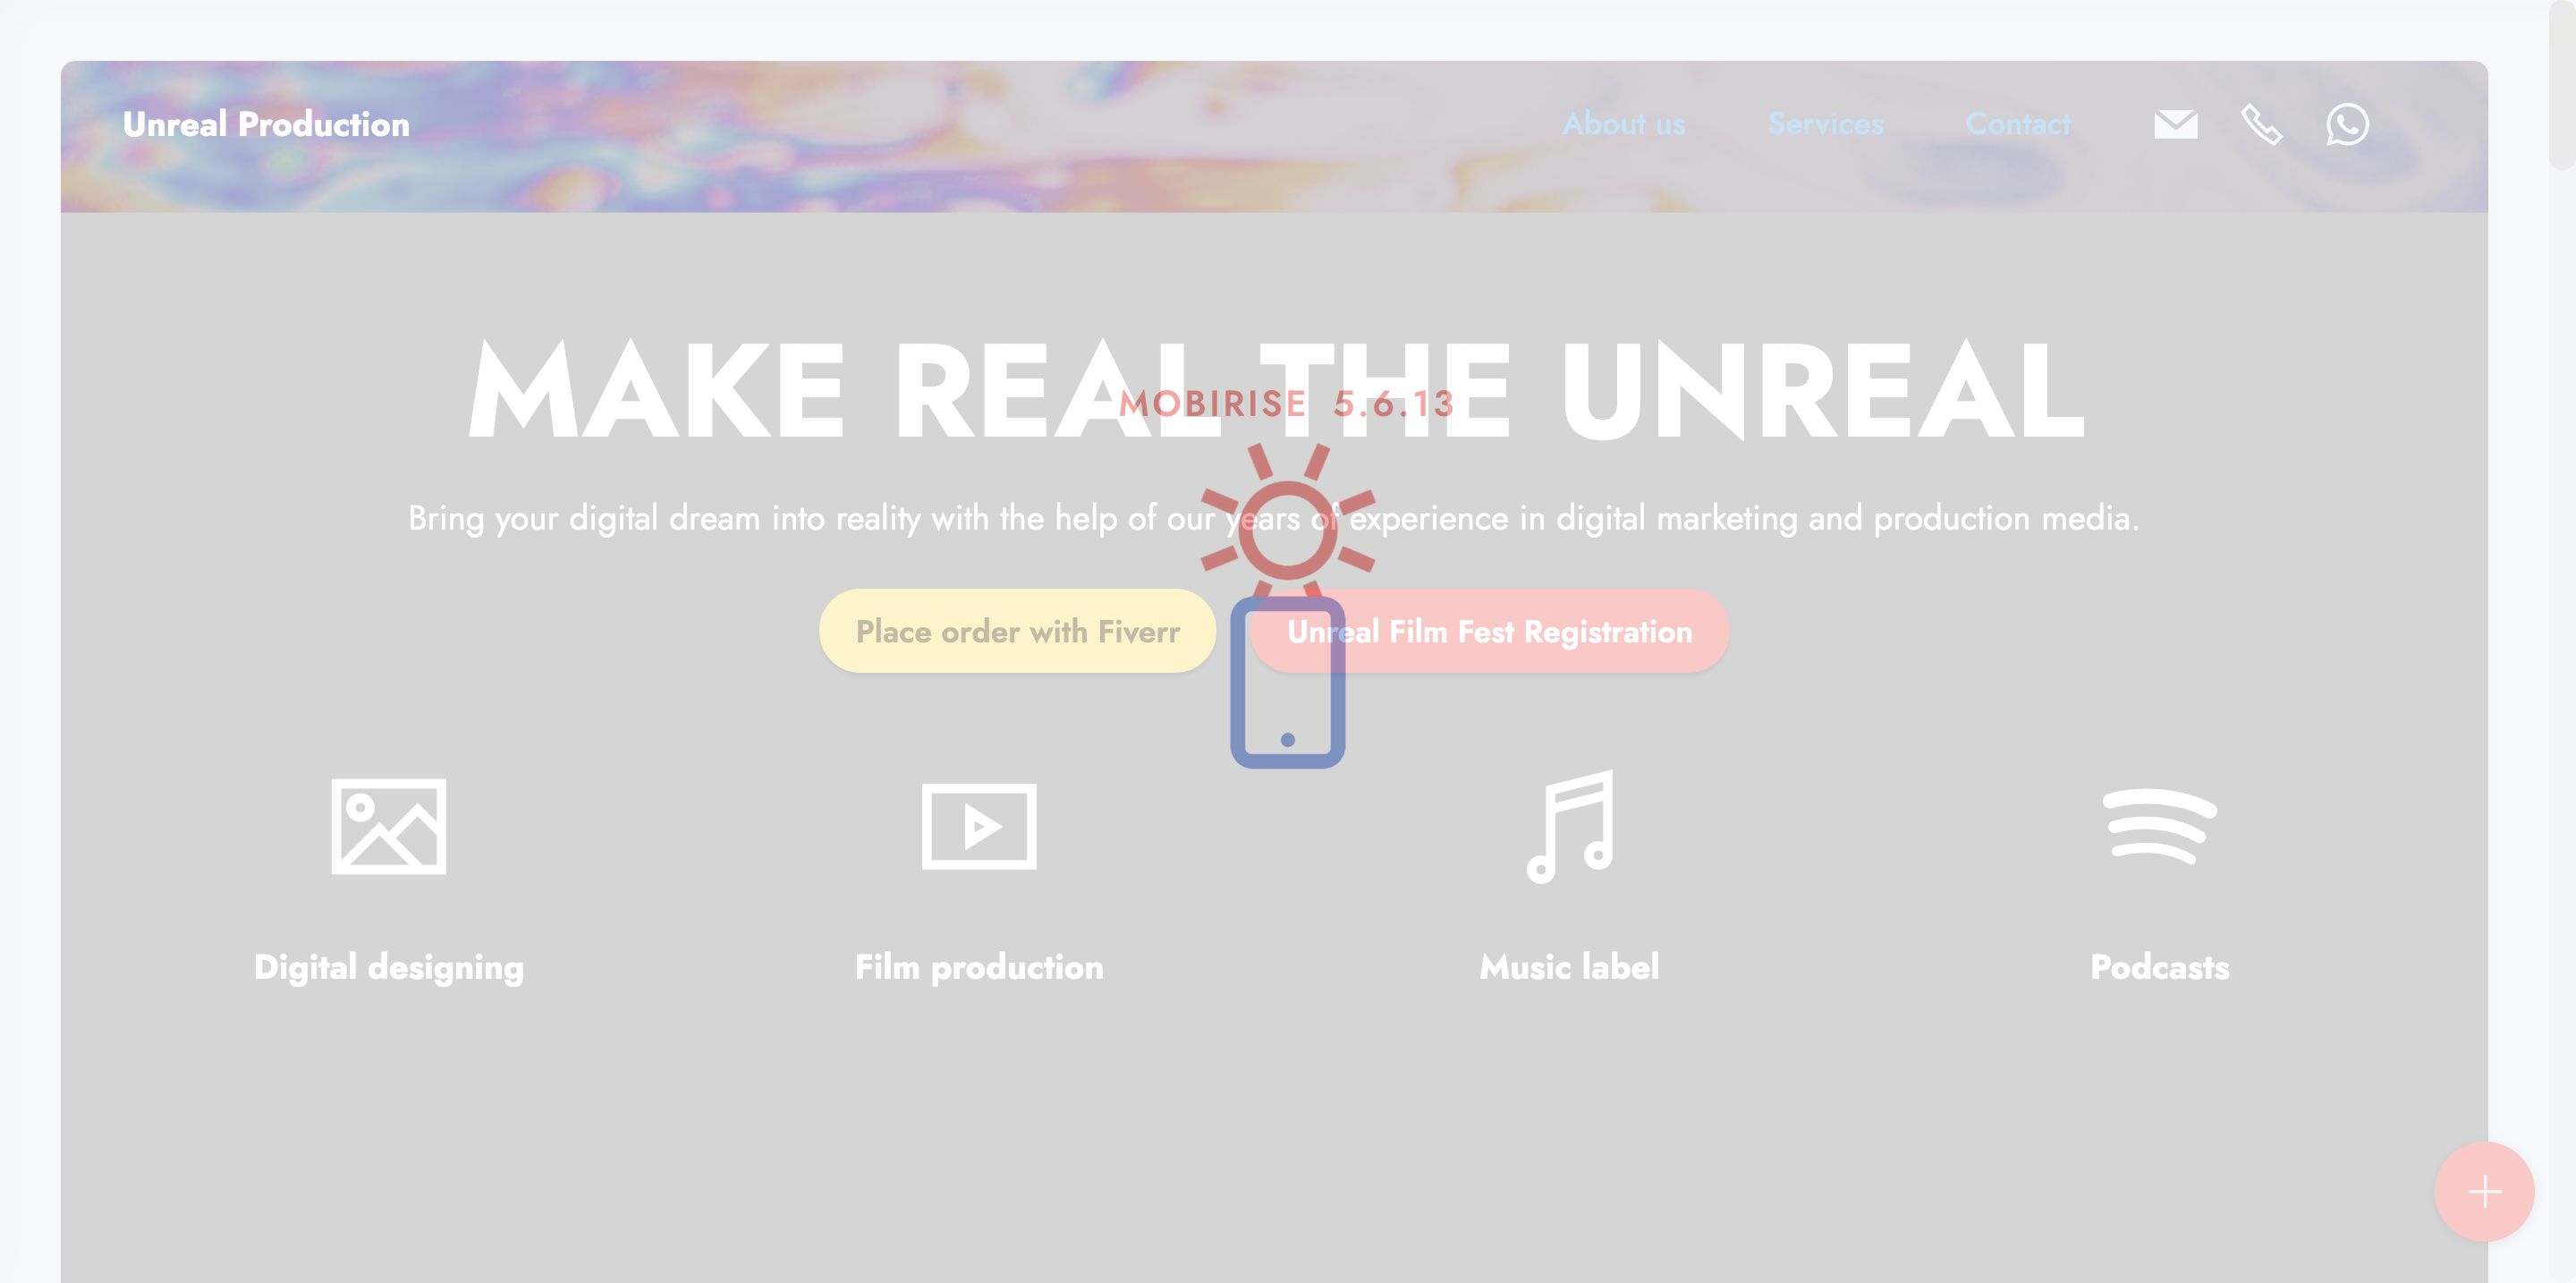 Unreal Production
About us
Services
Contact
MAKE REAL THE UNREAL
MOBIRISE 5.6.13
Bring your digital dream into reality with the help of our years of experience in digital marketing and production media.
Place order with Fiverr
Unreal Film Fest Registration
Digital designing
Film production
Music label
Podcasts